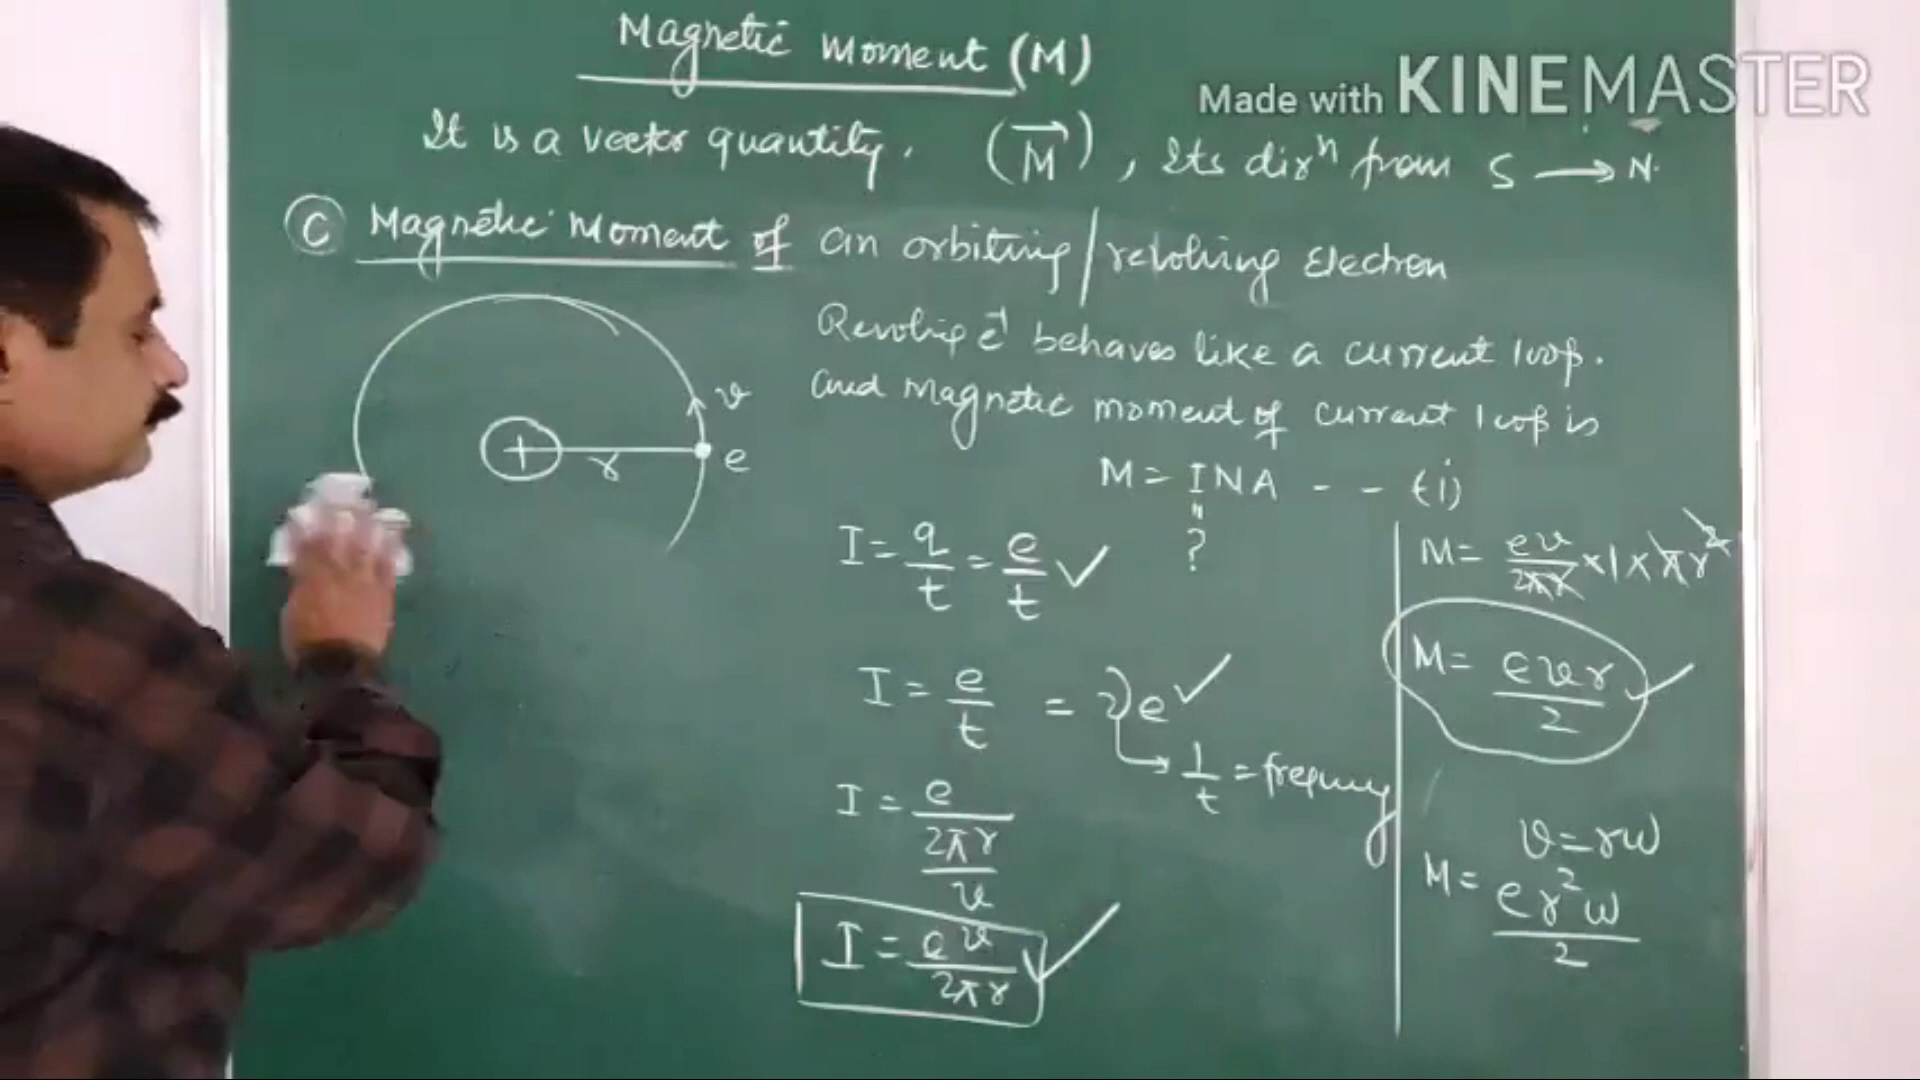 Magnetic Moment (M)
Made with KINEMASTER
It is a vector quantity. (M⃗), Its dirⁿ from S → N.
C Magnetic Moment of an orbiting/revolving Electron
Revolving e⁻ behaves like a current loop.
and Magnetic moment of current loop is
M = INA - - (i)
"
?
+ r e
v
I = q/t = e/t ✓
I = e/t = νe ✓
→ 1/t = frequency
I = e/(2πr/v)
I = ev/2πr ✓
M = ev/2πr × 1 × πr²
M = evr/2 ✓
v = rω
M = er²ω/2